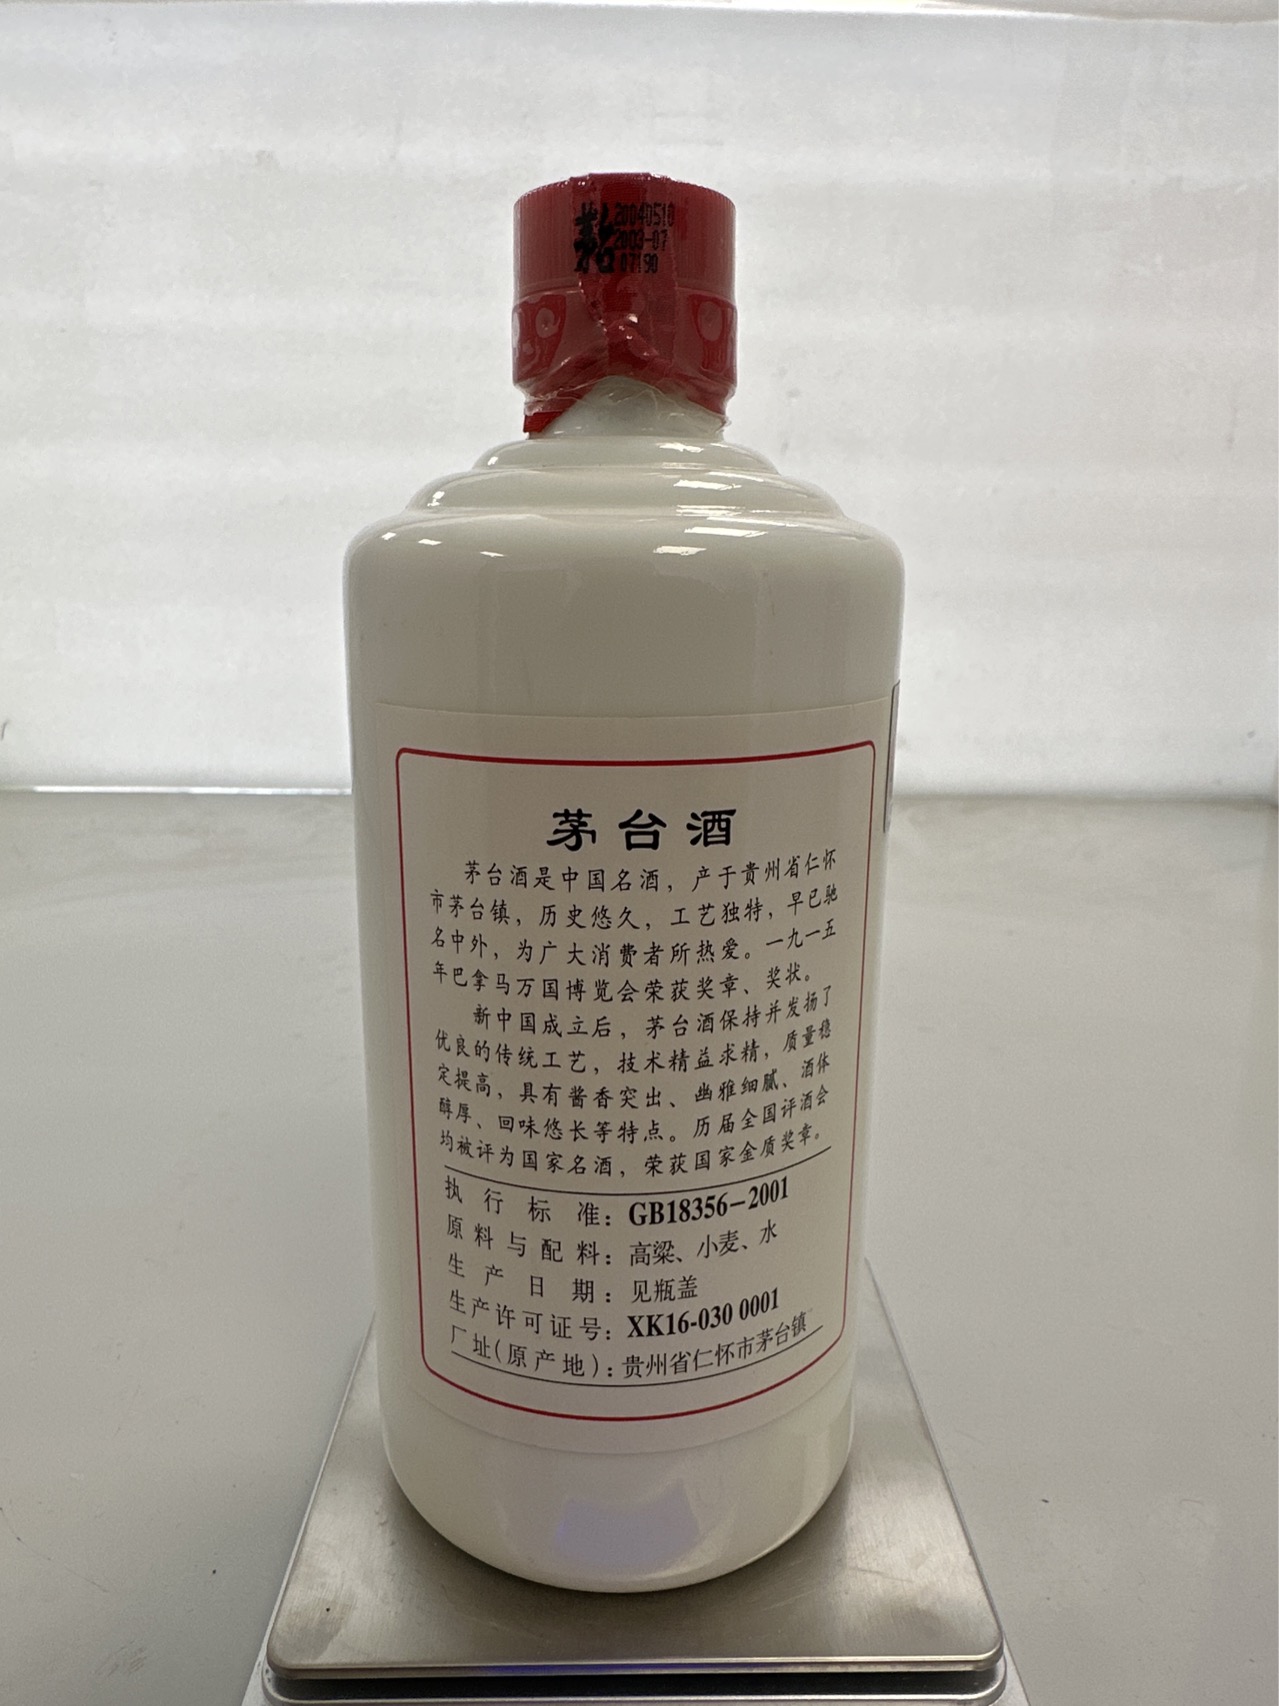 茅台
20040510
2003-07
07190
茅台酒
茅台酒是中国名酒，产于贵州省仁怀
市茅台镇，历史悠久，工艺独特，早已驰
名中外，为广大消费者所热爱。一九一五
年巴拿马万国博览会荣获奖章、奖状。
新中国成立后，茅台酒保持并发扬了
优良的传统工艺，技术精益求精，质量稳
定提高，具有酱香突出、幽雅细腻、酒体
醇厚、回味悠长等特点。历届全国评酒会
均被评为国家名酒，荣获国家金质奖章。
执行标准：GB18356-2001
原料与配料：高粱、小麦、水
生产日期：见瓶盖
生产许可证号：XK16-030 0001
厂址(原产地)：贵州省仁怀市茅台镇